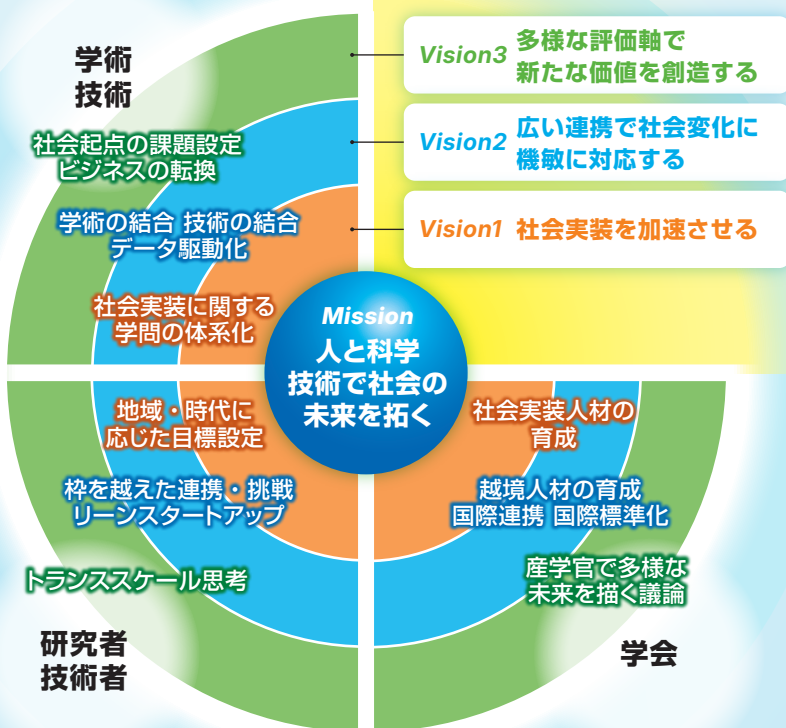 学術
技術
Vision3 多様な評価軸で
新たな価値を創造する
Vision2 広い連携で社会変化に
機敏に対応する
Vision1 社会実装を加速させる
社会起点の課題設定
ビジネスの転換
学術の結合 技術の結合
データ駆動化
社会実装に関する
学問の体系化
Mission
人と科学
技術で社会の
未来を拓く
地域・時代に
応じた目標設定
枠を越えた連携・挑戦
リーンスタートアップ
トランススケール思考
研究者
技術者
社会実装人材の
育成
越境人材の育成
国際連携 国際標準化
産学官で多様な
未来を描く議論
学会